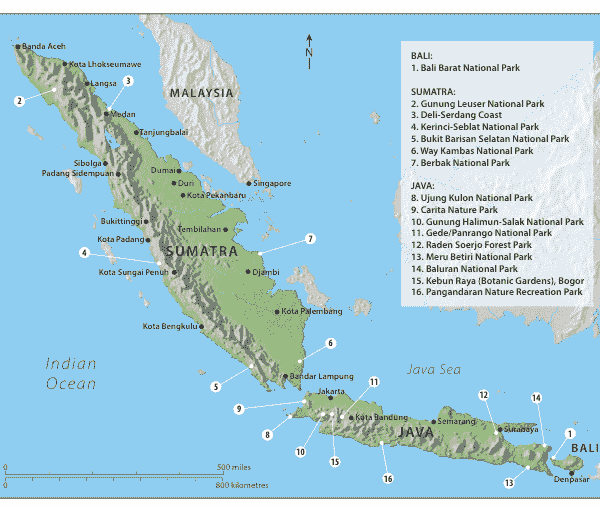 Banda Aceh
Kota Lhokseumawe
Langsa
3
2
Medan
MALAYSIA
N
Tanjungbalai
Sibolga
Padang Sidempuan
Dumai
Duri
Kota Pekanbaru
Singapore
Bukittinggi
Tembilahan
Kota Padang
7
4
SUMATRA
Kota Sungai Penuh
Djambi
Kota Palembang
Kota Bengkulu
6
Indian
Ocean
5
Bandar Lampung
Java Sea
Jakarta
11
9
12
14
8
Kota Bandung
Semarang
Surabaya
JAVA
1
BALI
10
15
16
13
Denpasar
0
500 miles
0
800 kilometres
BALI:
1. Bali Barat National Park
SUMATRA:
2. Gunung Leuser National Park
3. Deli-Serdang Coast
4. Kerinci-Seblat National Park
5. Bukit Barisan Selatan National Park
6. Way Kambas National Park
7. Berbak National Park
JAVA:
8. Ujung Kulon National Park
9. Carita Nature Park
10. Gunung Halimun-Salak National Park
11. Gede/Panrango National Park
12. Raden Soerjo Forest Park
13. Meru Betiri National Park
14. Baluran National Park
15. Kebun Raya (Botanic Gardens), Bogor
16. Pangandaran Nature Recreation Park